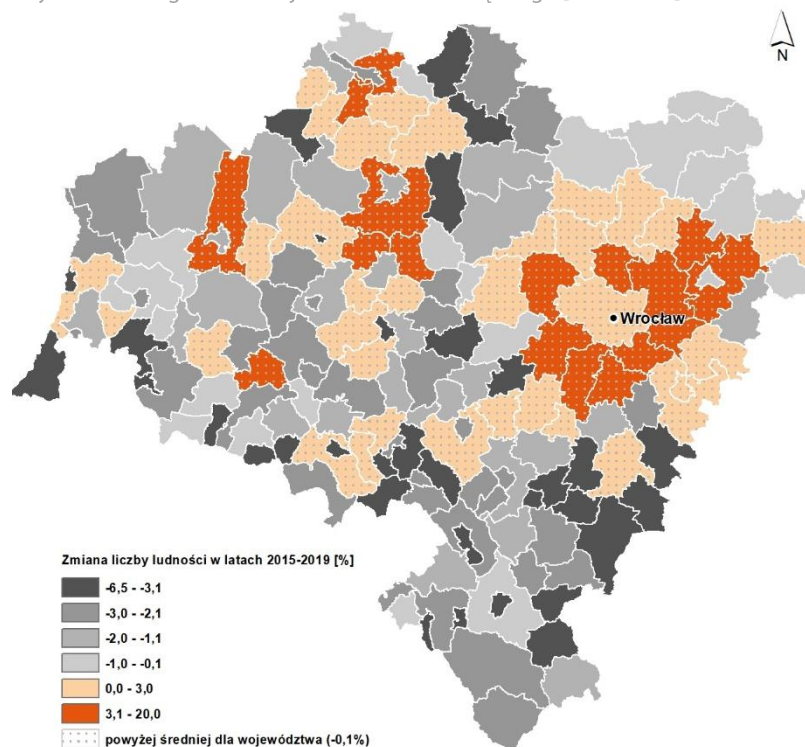 N
Wrocław
Zmiana liczby ludności w latach 2015-2019 [%]
-6,5 - -3,1
-3,0 - -2,1
-2,0 - -1,1
-1,0 - -0,1
0,0 - 3,0
3,1 - 20,0
powyżej średniej dla województwa (-0,1%)